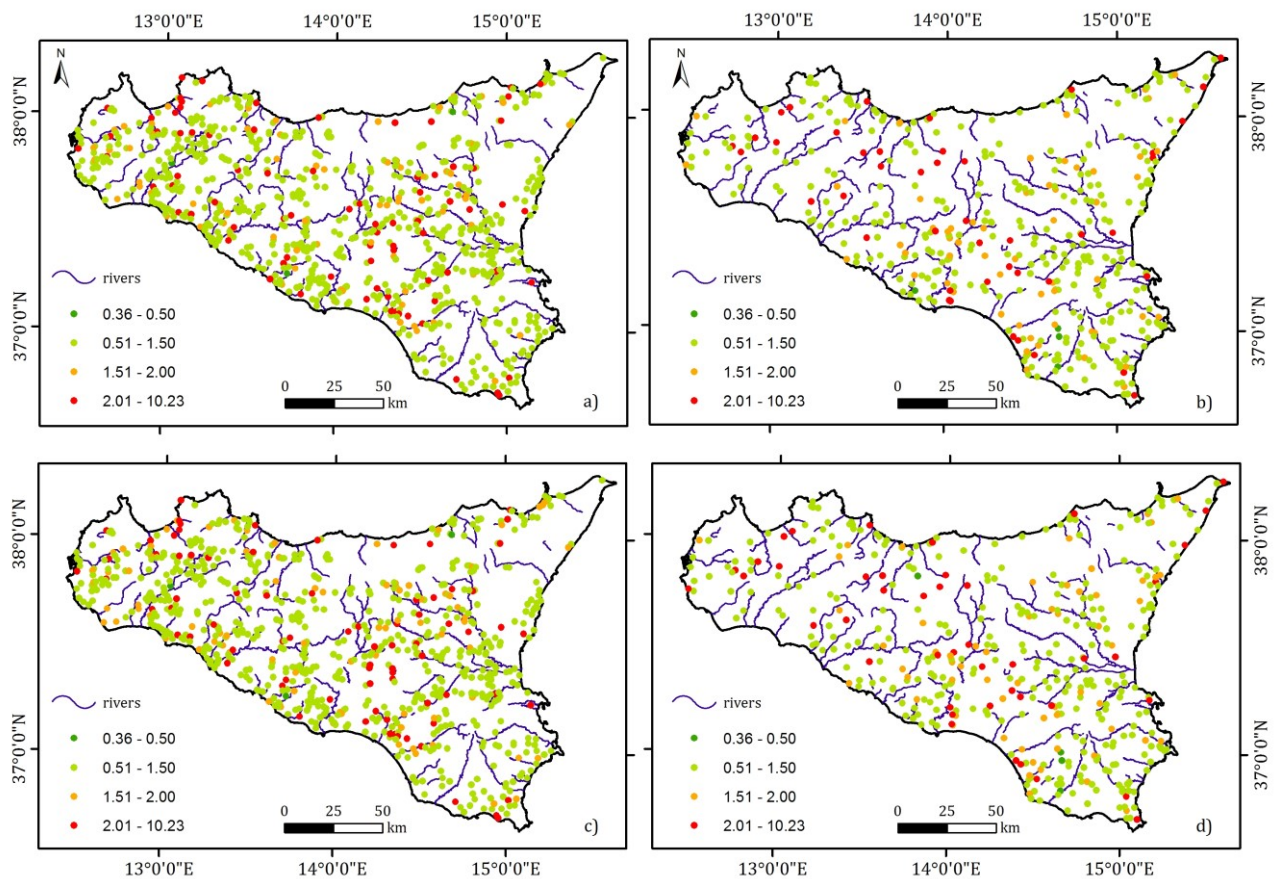 13°0'0"E 14°0'0"E 15°0'0"E
N
38°0'0"N
37°0'0"N
rivers
0.36 - 0.50
0.51 - 1.50
1.51 - 2.00
2.01 - 10.23
0 25 50
km
a)
13°0'0"E 14°0'0"E 15°0'0"E
N
38°0'0"N
37°0'0"N
rivers
0.36 - 0.50
0.51 - 1.50
1.51 - 2.00
2.01 - 10.23
0 25 50
km
b)
38°0'0"N
37°0'0"N
rivers
0.36 - 0.50
0.51 - 1.50
1.51 - 2.00
2.01 - 10.23
0 25 50
km
c)
13°0'0"E 14°0'0"E 15°0'0"E
38°0'0"N
37°0'0"N
rivers
0.36 - 0.50
0.51 - 1.50
1.51 - 2.00
2.01 - 10.23
0 25 50
km
d)
13°0'0"E 14°0'0"E 15°0'0"E